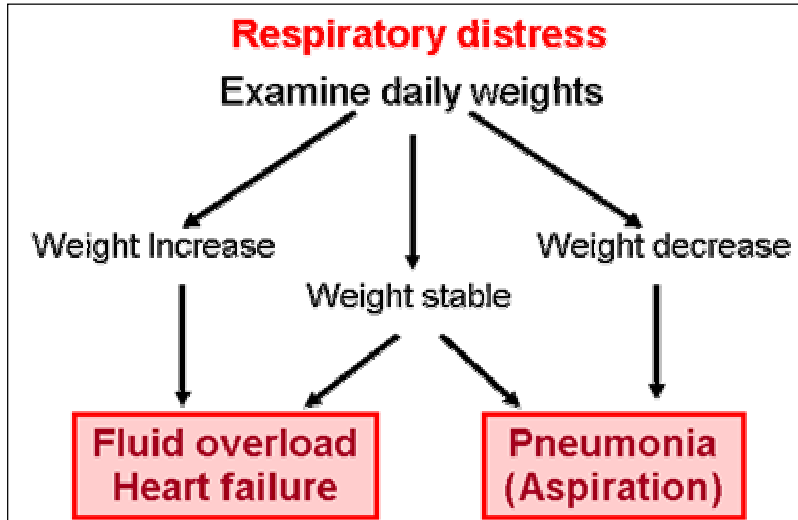 Respiratory distress
Examine daily weights
Weight Increase
Weight decrease
Weight stable
Fluid overload
Heart failure
Pneumonia
(Aspiration)